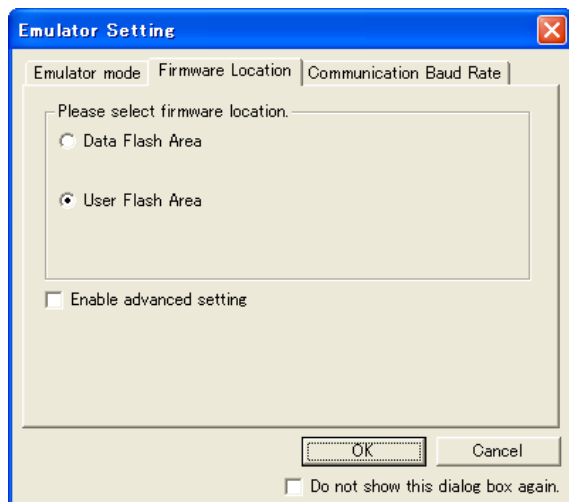 Emulator Setting
Emulator mode
Firmware Location
Communication Baud Rate
Please select firmware location.
Data Flash Area
User Flash Area
Enable advanced setting
OK
Cancel
Do not show this dialog box again.